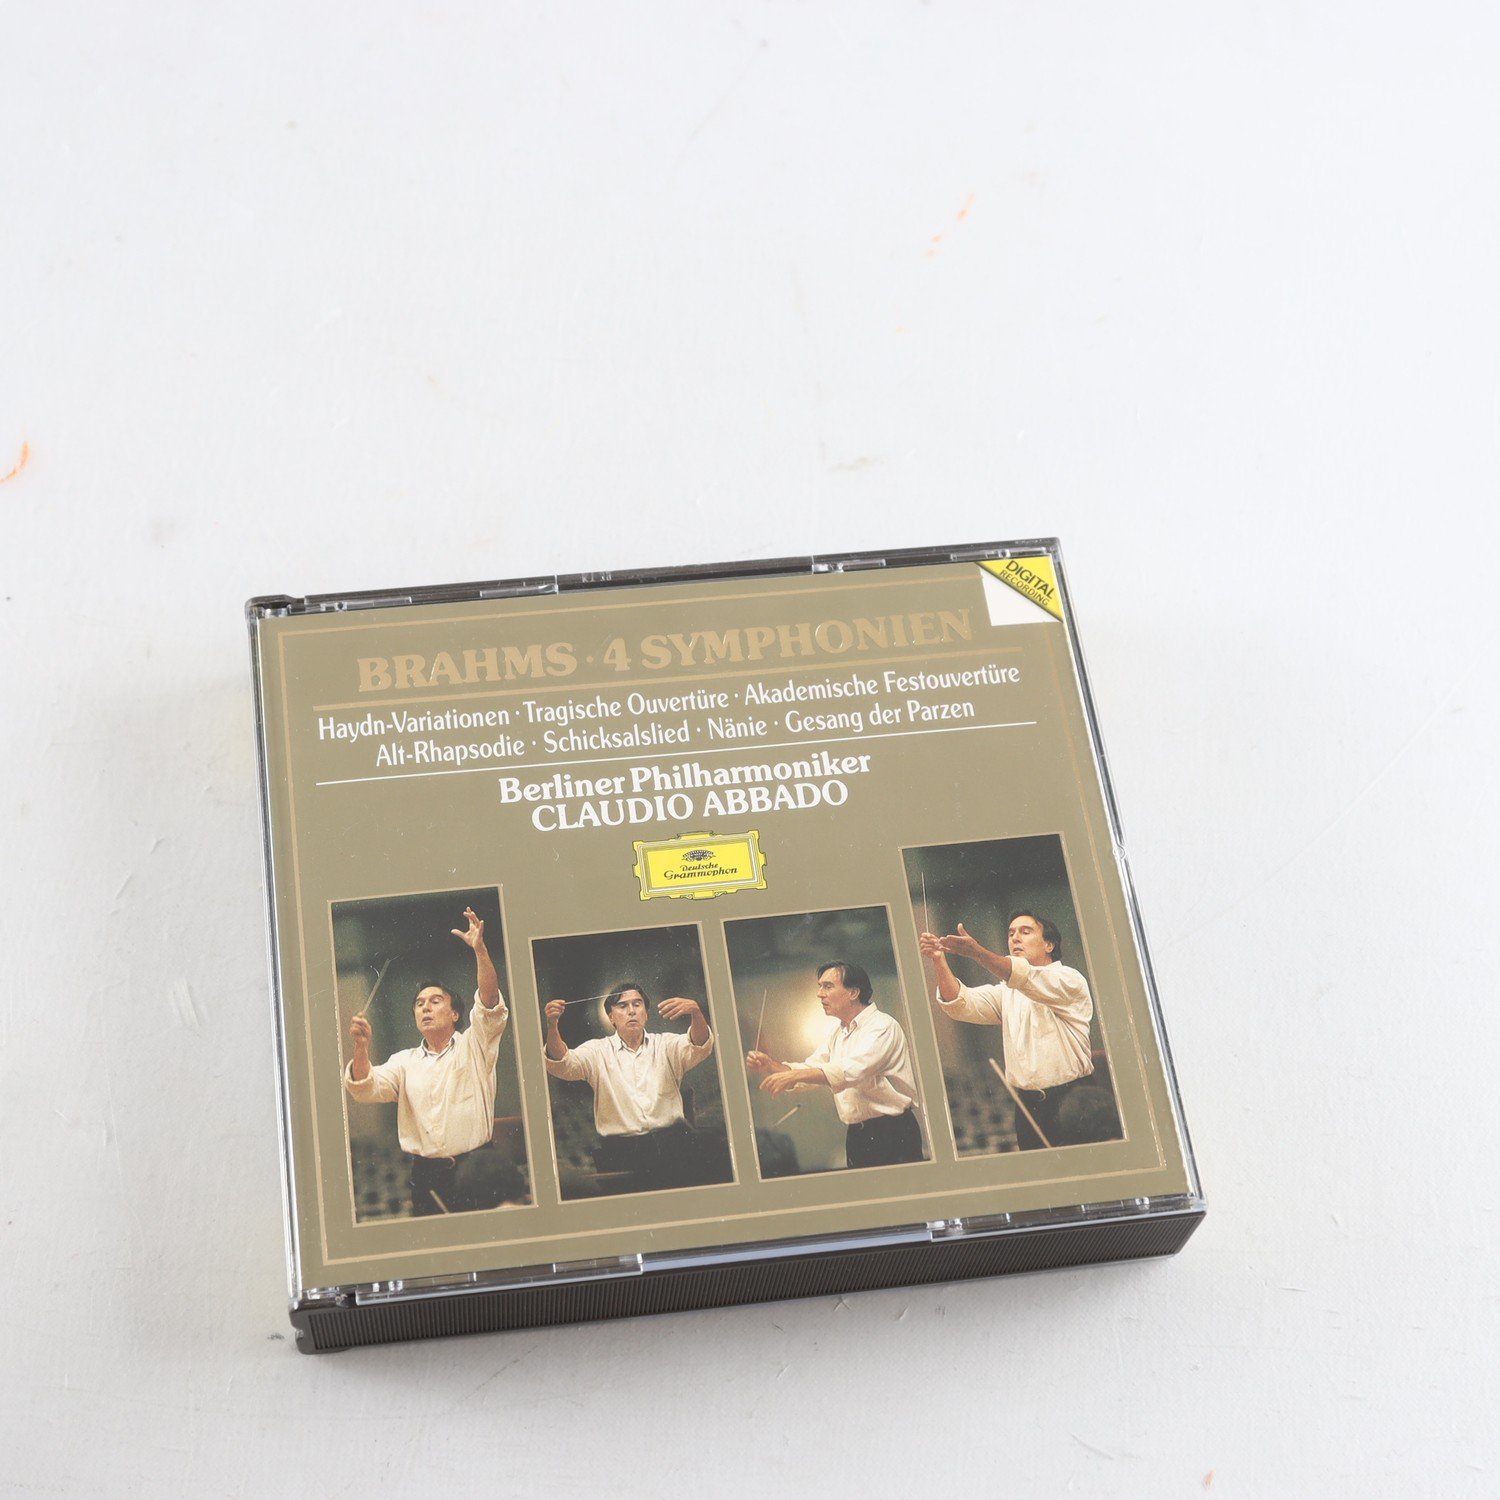 DIGITAL
RECORDING
BRAHMS · 4 SYMPHONIEN
Haydn-Variationen · Tragische Ouvertüre · Akademische Festouvertüre
Alt-Rhapsodie · Schicksalslied · Nänie · Gesang der Parzen
Berliner Philharmoniker
CLAUDIO ABBADO
Deutsche
Grammophon